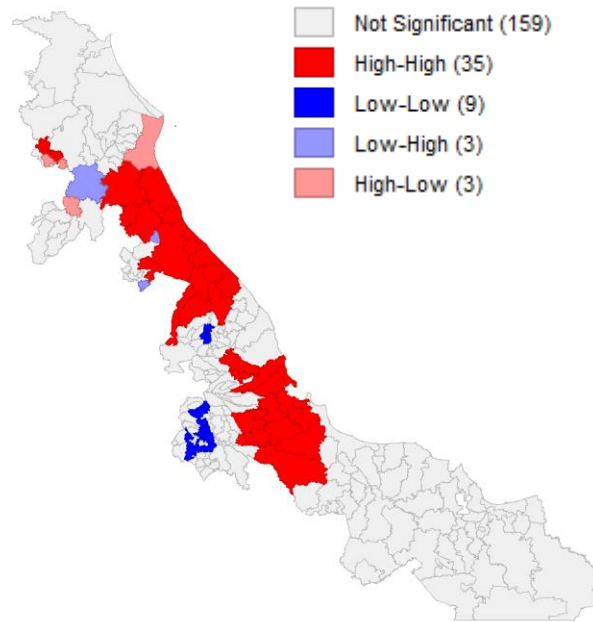 Not Significant (159)
High-High (35)
Low-Low (9)
Low-High (3)
High-Low (3)